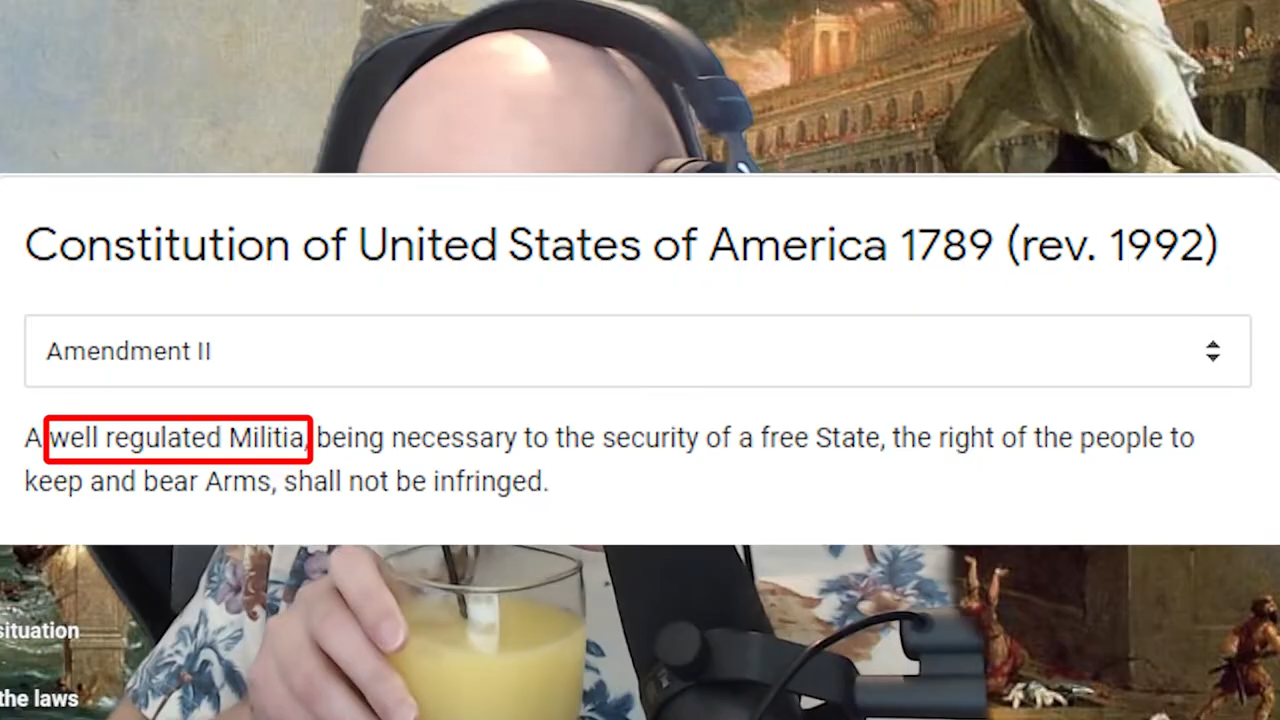 Constitution of United States of America 1789 (rev. 1992)
Amendment II
A well regulated Militia, being necessary to the security of a free State, the right of the people to
keep and bear Arms, shall not be infringed.
situation
the laws